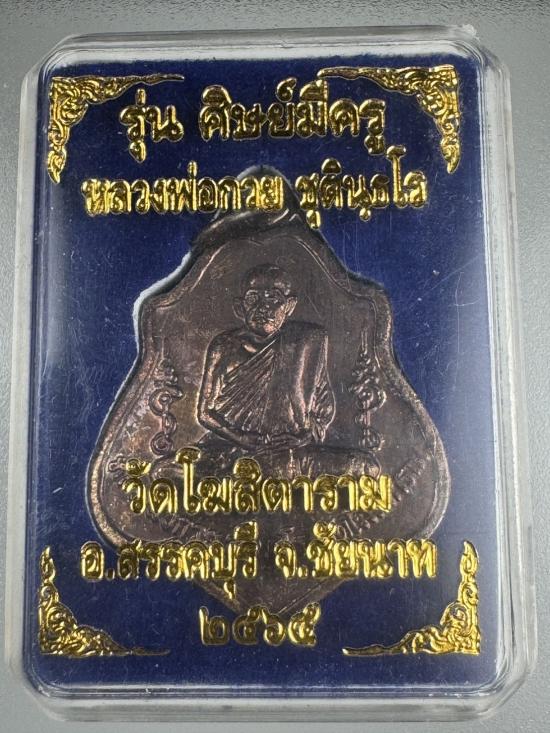 รุ่น ศิษย์มีครู
หลวงพ่อกวย ชุตินฺธโร
วัดโฆสิตาราม
อ.สรรคบุรี จ.ชัยนาท
๒๕๖๕